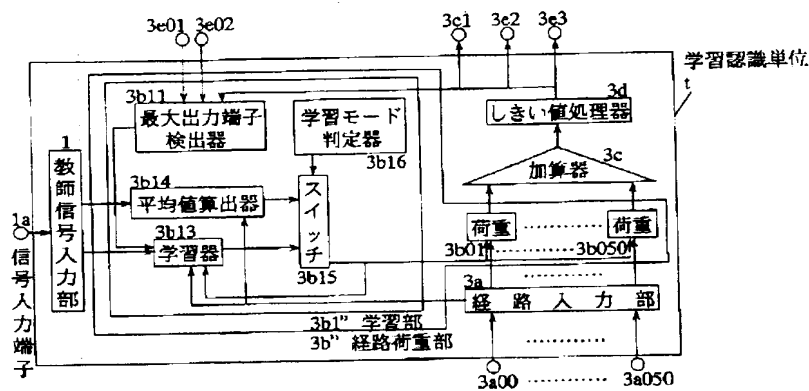 3e01 3e02
3c1 3e2 3e3
学習認識単位
t
3b11
最大出力端子
検出器
学習モード
判定器
3b16
3d
しきい値処理器
1
教師信号入力部
1a
信号入力端子
3b14
平均値算出器
3b13
学習器
スイッチ
3b15
3c
加算器
荷重
荷重
3b01
3b050
3a
経路入力部
3b1" 学習部
3b" 経路荷重部
3a00
3a050